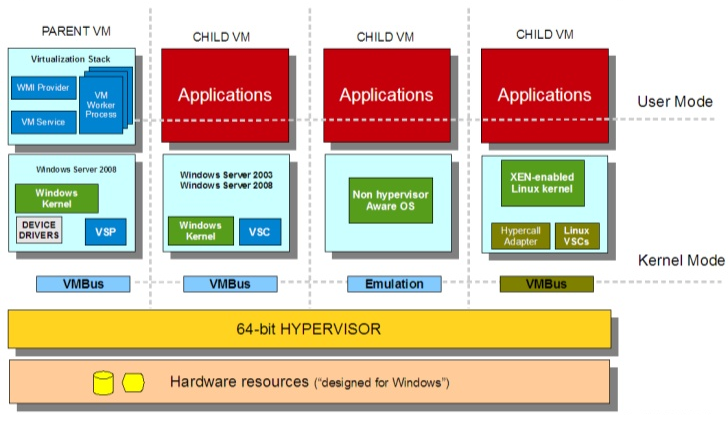 PARENT VM
CHILD VM
CHILD VM
CHILD VM
Virtualization Stack
WMI Provider
VM Service
VM
Worker
Process
Applications
Applications
Applications
User Mode
Windows Server 2008
Windows
Kernel
DEVICE
DRIVERS
VSP
Windows Server 2003
Windows Server 2008
Windows
Kernel
VSC
Non hypervisor
Aware OS
XEN-enabled
Linux kernel
Hypercall
Adapter
Linux
VSCs
Kernel Mode
VMBus
VMBus
Emulation
VMBus
64-bit HYPERVISOR
Hardware resources (“designed for Windows”)